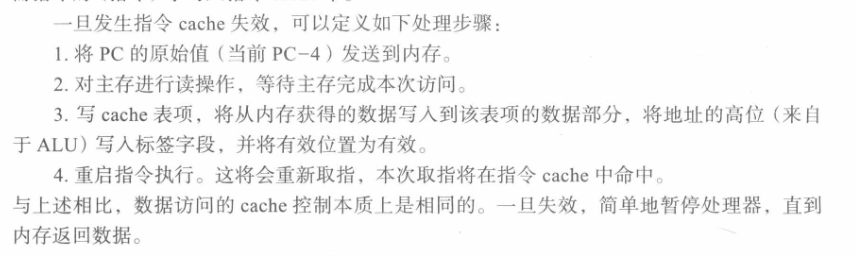 一旦发生指令 cache 失效，可以定义如下处理步骤：
1. 将 PC 的原始值（当前 PC-4）发送到内存。
2. 对主存进行读操作，等待主存完成本次访问。
3. 写 cache 表项，将从内存获得的数据写入到该表项的数据部分，将地址的高位（来自
于 ALU）写入标签字段，并将有效位置为有效。
4. 重启指令执行。这将会重新取指，本次取指将在指令 cache 中命中。
与上述相比，数据访问的 cache 控制本质上是相同的。一旦失效，简单地暂停处理器，直到
内存返回数据。